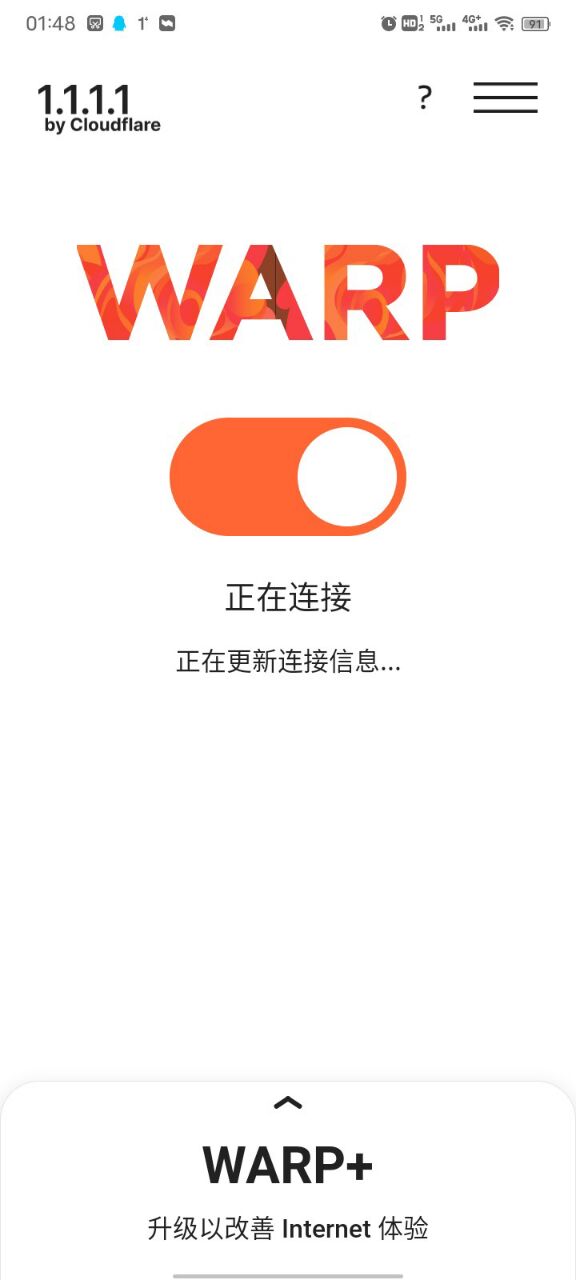 01:48
5G 4G+ 91
1.1.1.1
by Cloudflare
?
WARP
正在连接
正在更新连接信息...
WARP+
升级以改善 Internet 体验